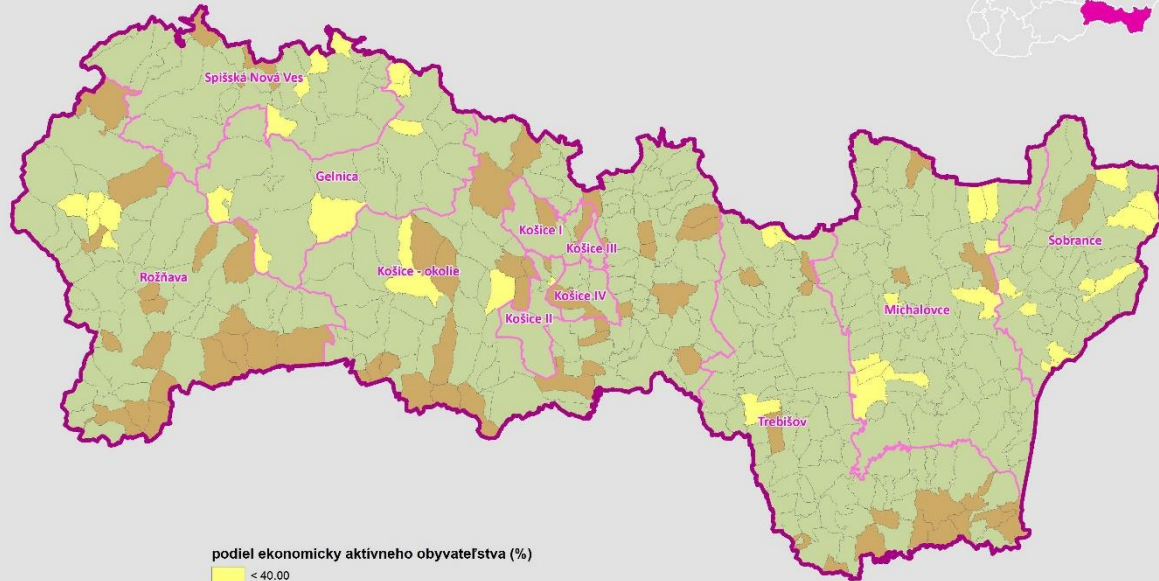 Spišská Nová Ves
Gelnica
Košice I
Košice III
Sobrance
Rožňava
Košice - okolie
Košice IV
Michalovce
Košice II
Trebišov
podiel ekonomicky aktívneho obyvateľstva (%)
< 40.00